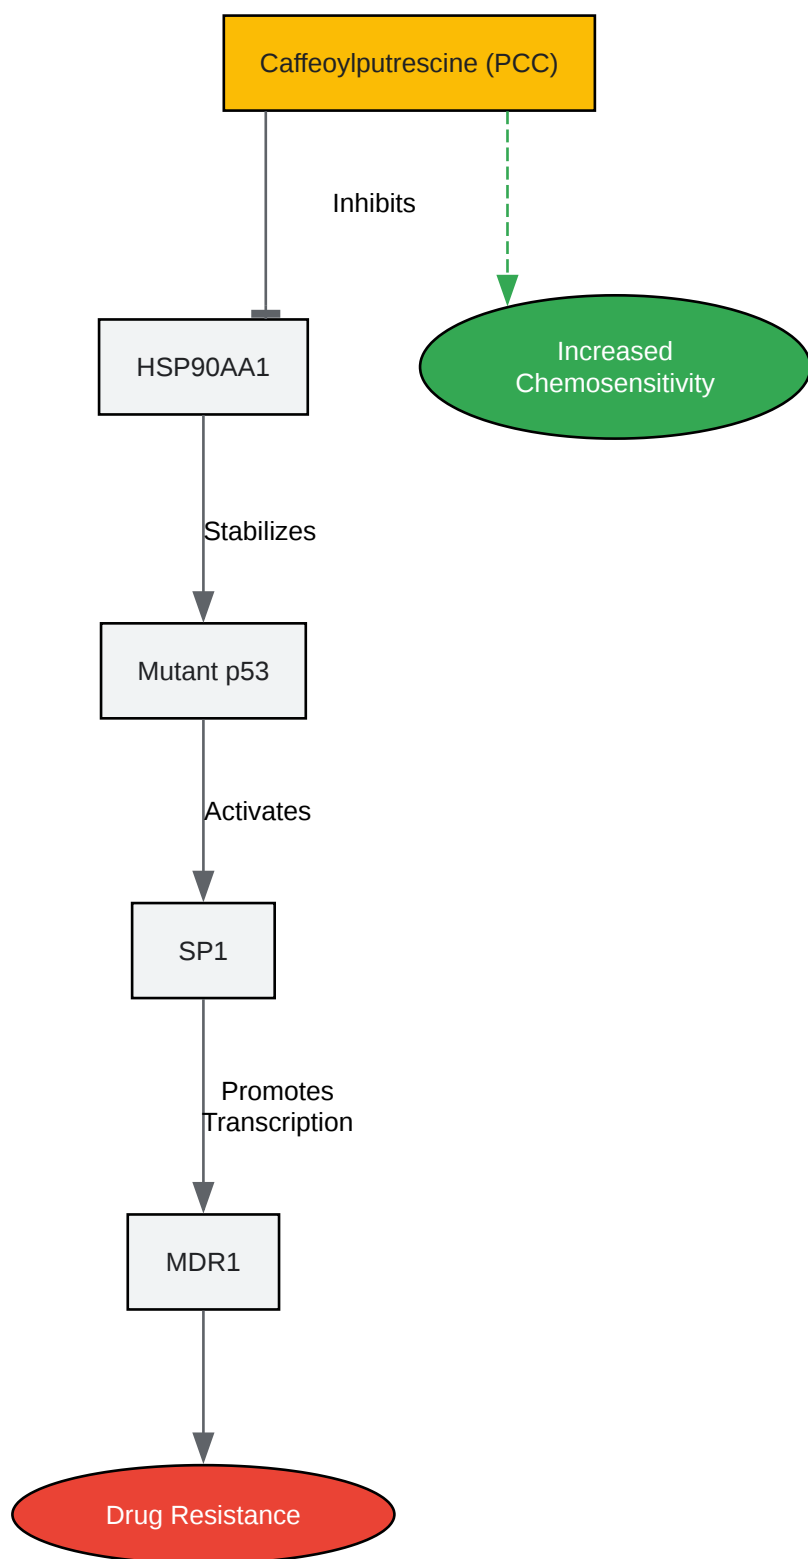 Caffeoylputrescine (PCC)
Inhibits
HSP90AA1
Increased
Chemosensitivity
Stabilizes
Mutant p53
Activates
SP1
Promotes
Transcription
MDR1
Drug Resistance